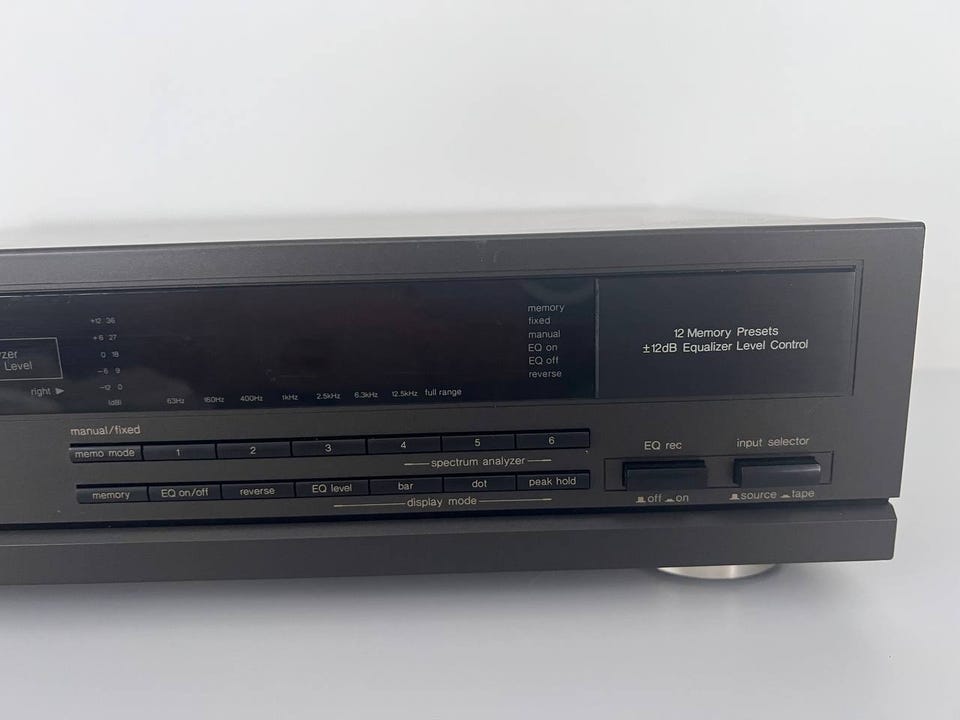 +12 36
+6 27
0 18
-6 9
-12 0
(dB)
yzer
Level
right ▶
63Hz 160Hz 400Hz 1kHz 2.5kHz 6.3kHz 12.5kHz full range
memory
fixed
manual
EQ on
EQ off
reverse
12 Memory Presets
±12dB Equalizer Level Control
manual/fixed
memo mode 1 2 3 4 5 6
spectrum analyzer
memory EQ on/off reverse EQ level bar dot peak hold
display mode
EQ rec
off on
input selector
source tape